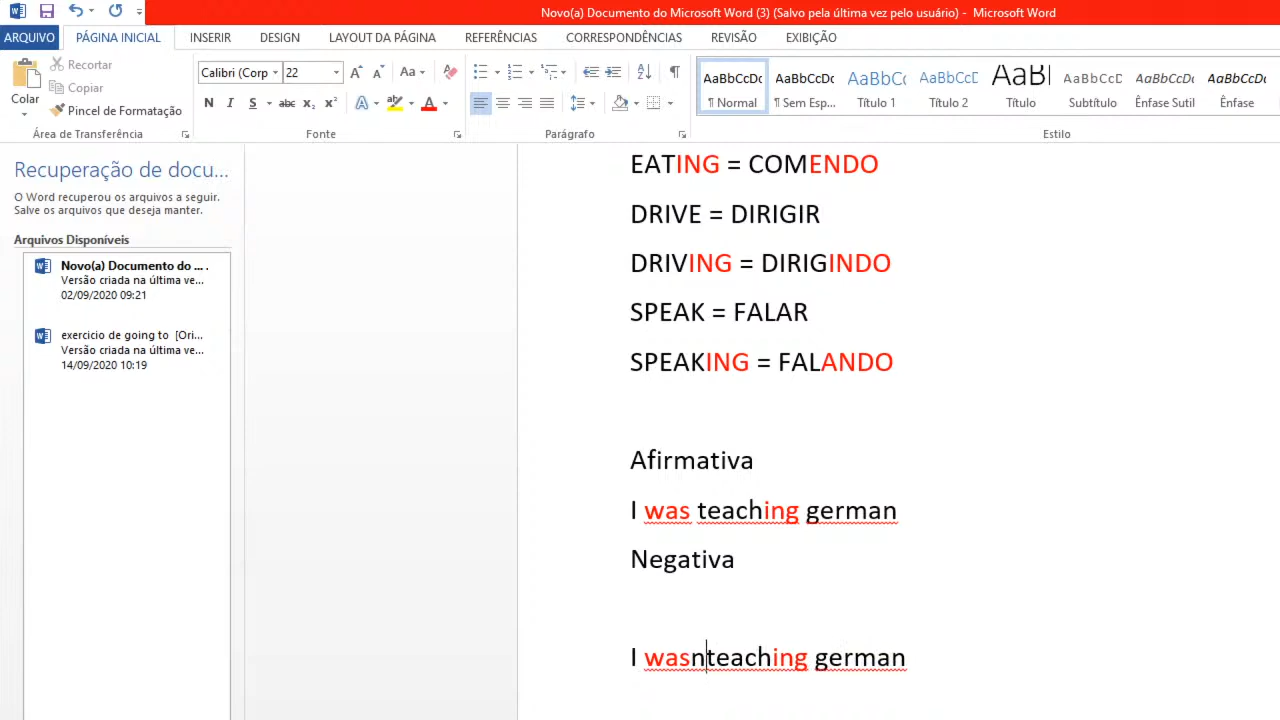 Novo(a) Documento do Microsoft Word (3) (Salvo pela última vez pelo usuário) - Microsoft Word
ARQUIVO PÁGINA INICIAL INSERIR DESIGN LAYOUT DA PÁGINA REFERÊNCIAS CORRESPONDÊNCIAS REVISÃO EXIBIÇÃO
Recortar
Copiar
Pincel de Formatação
Colar
Área de Transferência
Calibri (Corp 22
Aa
N I S abc x₂ x²
Fonte
Parágrafo
AaBbCcDc AaBbCcDc AaBbCc AaBbCcD AaBl AaBbCcD AaBbCcDc AaBbCcDc
¶ Normal ¶ Sem Esp... Título 1 Título 2 Título Subtítulo Ênfase Sutil Ênfase
Estilo
Recuperação de docu...
O Word recuperou os arquivos a seguir.
Salve os arquivos que deseja manter.
Arquivos Disponíveis
Novo(a) Documento do ... .
Versão criada na última ve...
02/09/2020 09:21
exercicio de going to [Ori...
Versão criada na última ve...
14/09/2020 10:19
EATING = COMENDO
DRIVE = DIRIGIR
DRIVING = DIRIGINDO
SPEAK = FALAR
SPEAKING = FALANDO
Afirmativa
I was teaching german
Negativa
I wasnteaching german